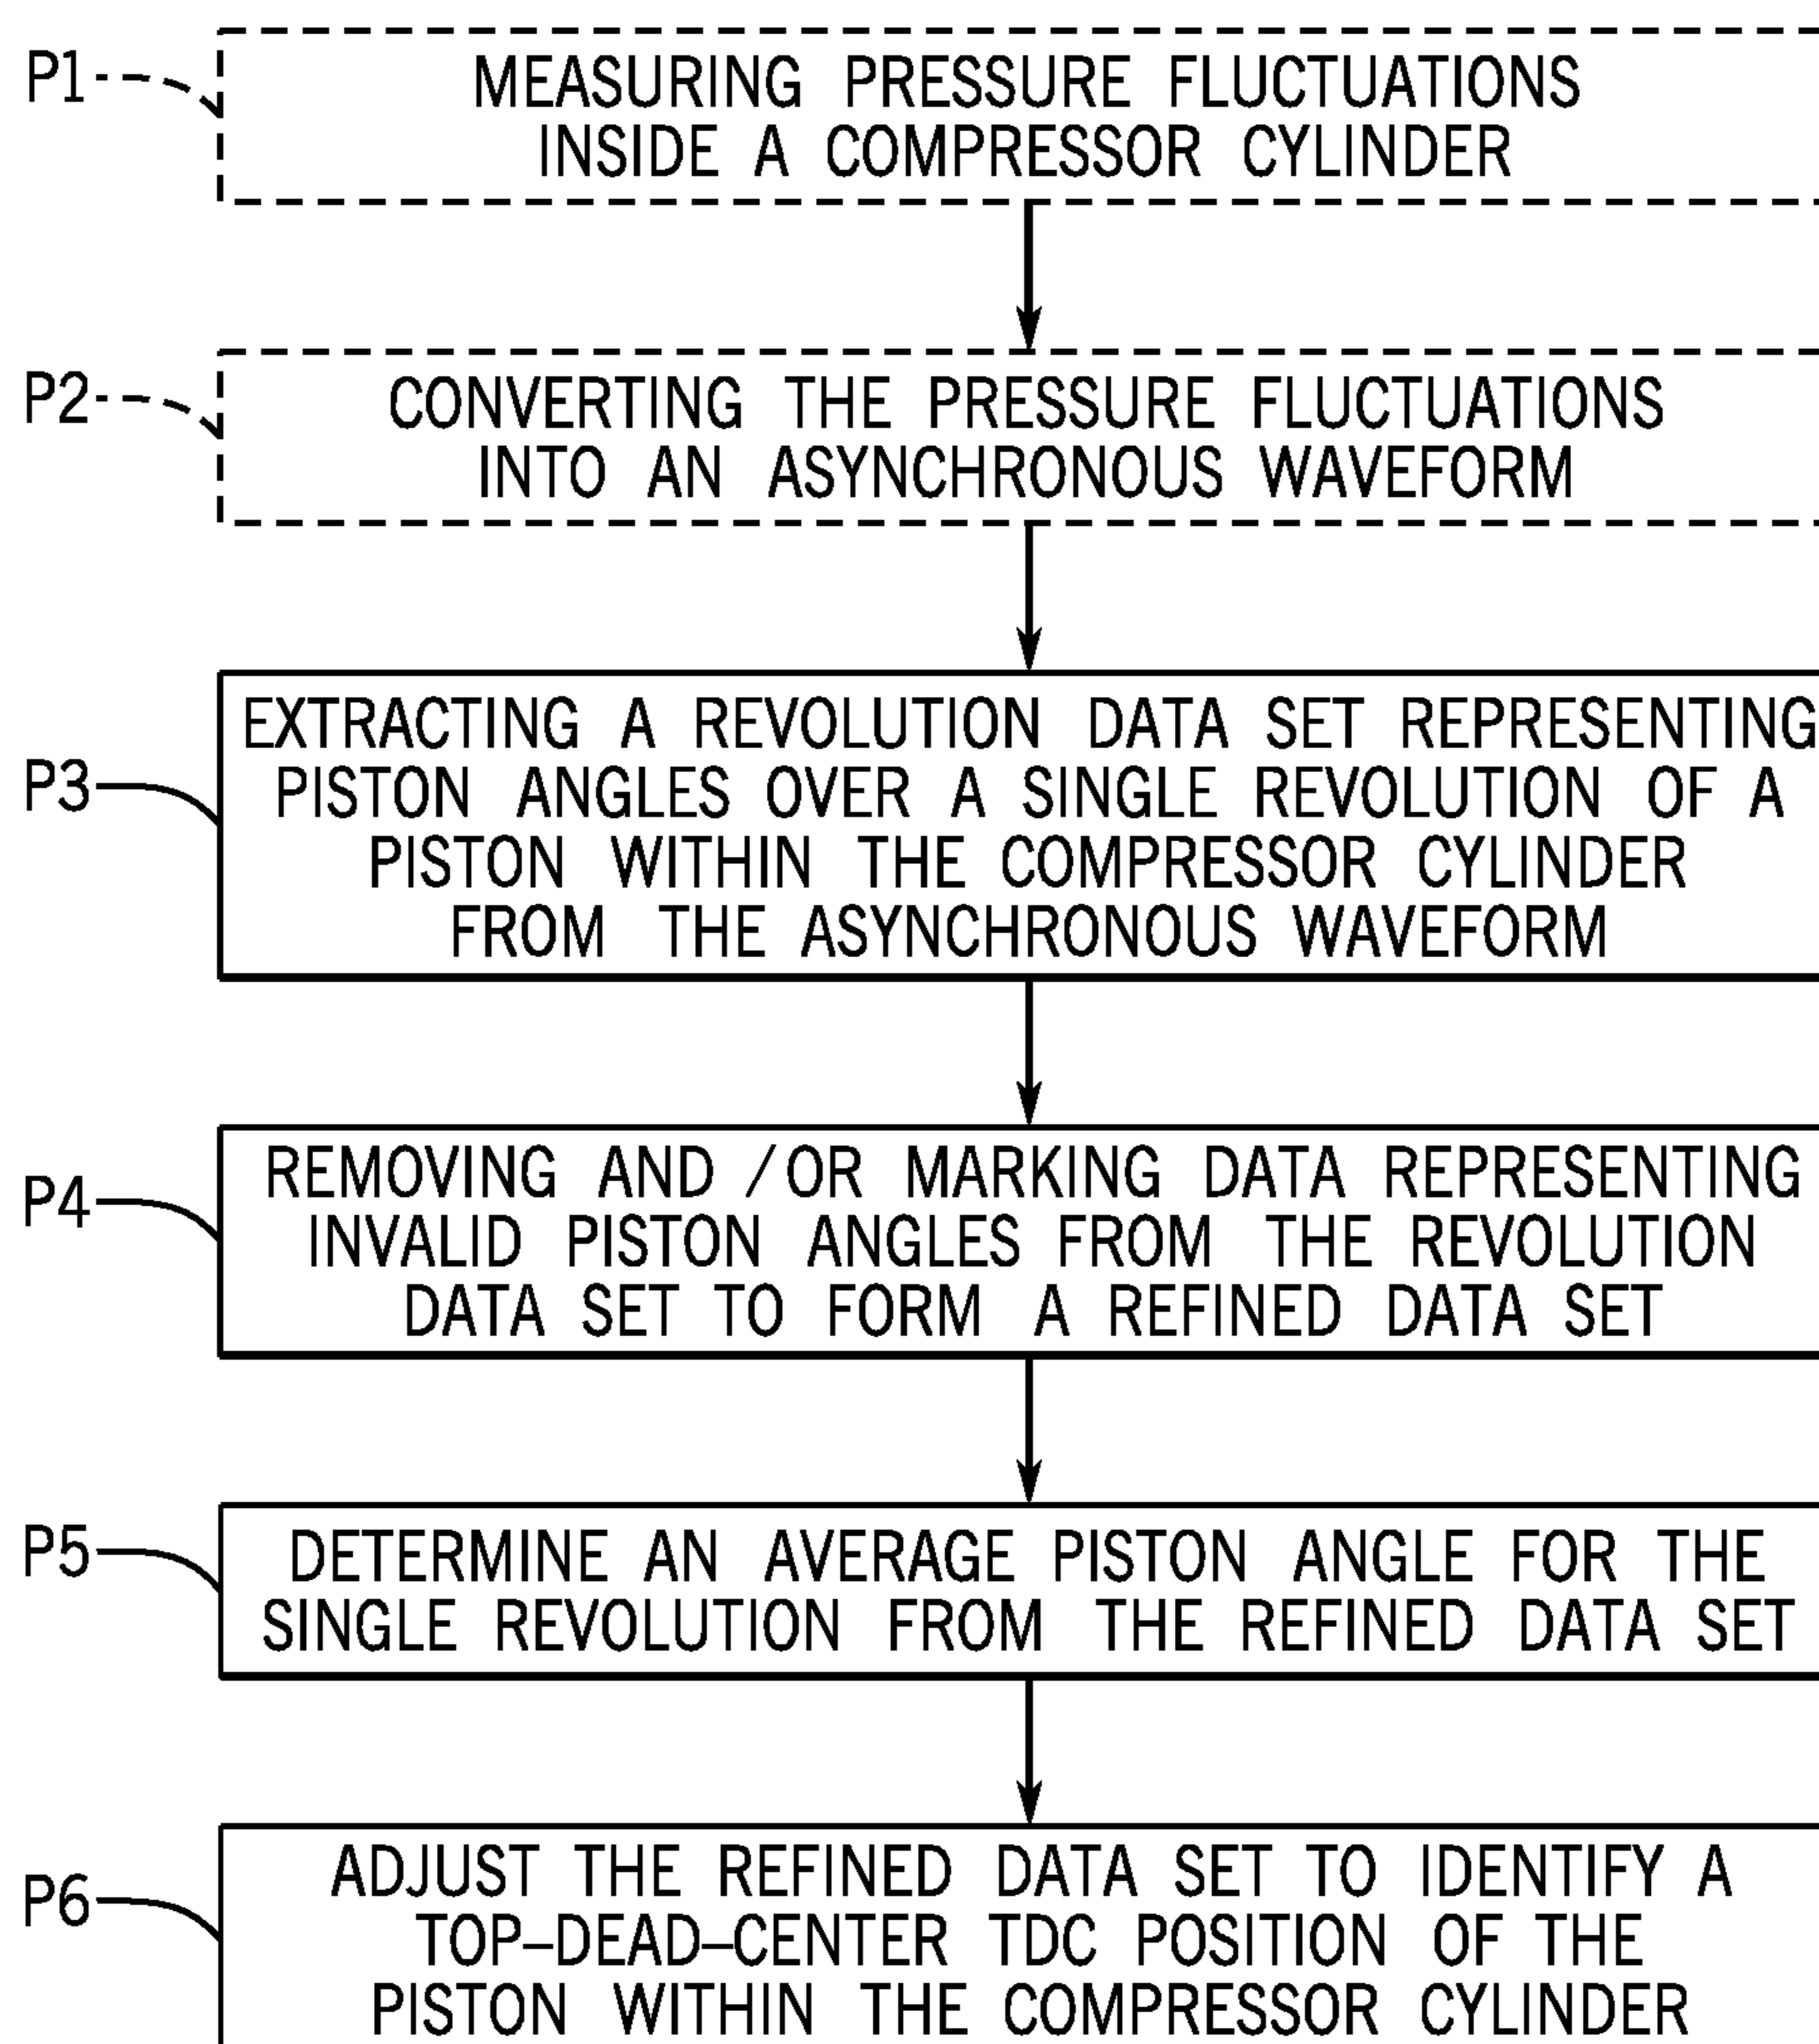 P1
MEASURING PRESSURE FLUCTUATIONS
INSIDE A COMPRESSOR CYLINDER
P2
CONVERTING THE PRESSURE FLUCTUATIONS
INTO AN ASYNCHRONOUS WAVEFORM
P3
EXTRACTING A REVOLUTION DATA SET REPRESENTING
PISTON ANGLES OVER A SINGLE REVOLUTION OF A
PISTON WITHIN THE COMPRESSOR CYLINDER
FROM THE ASYNCHRONOUS WAVEFORM
P4
REMOVING AND /OR MARKING DATA REPRESENTING
INVALID PISTON ANGLES FROM THE REVOLUTION
DATA SET TO FORM A REFINED DATA SET
P5
DETERMINE AN AVERAGE PISTON ANGLE FOR THE
SINGLE REVOLUTION FROM THE REFINED DATA SET
P6
ADJUST THE REFINED DATA SET TO IDENTIFY A
TOP–DEAD–CENTER TDC POSITION OF THE
PISTON WITHIN THE COMPRESSOR CYLINDER